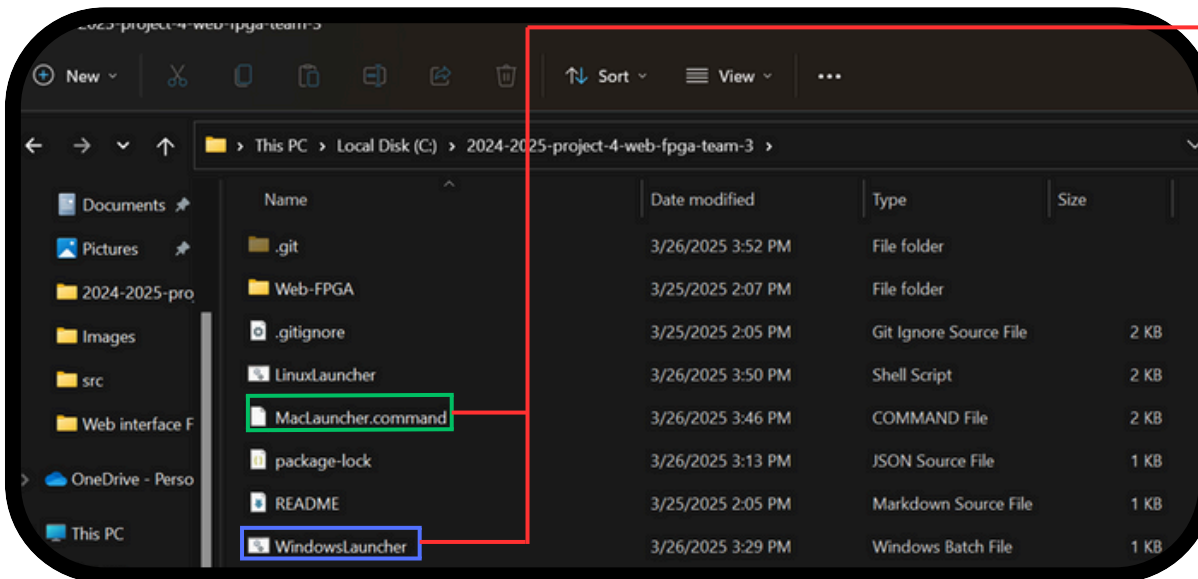 2025-project-4-web-fpga-team-3
New Sort View
This PC > Local Disk (C:) > 2024-2025-project-4-web-fpga-team-3 >
Documents
Pictures
2024-2025-pro
Images
src
Web interface F
OneDrive - Perso
This PC
Name Date modified Type Size
.git 3/26/2025 3:52 PM File folder
Web-FPGA 3/25/2025 2:07 PM File folder
.gitignore 3/25/2025 2:05 PM Git Ignore Source File 2 KB
LinuxLauncher 3/26/2025 3:50 PM Shell Script 2 KB
MacLauncher.command 3/26/2025 3:46 PM COMMAND File 2 KB
package-lock 3/26/2025 3:13 PM JSON Source File 1 KB
README 3/25/2025 2:05 PM Markdown Source File 1 KB
WindowsLauncher 3/26/2025 3:29 PM Windows Batch File 1 KB